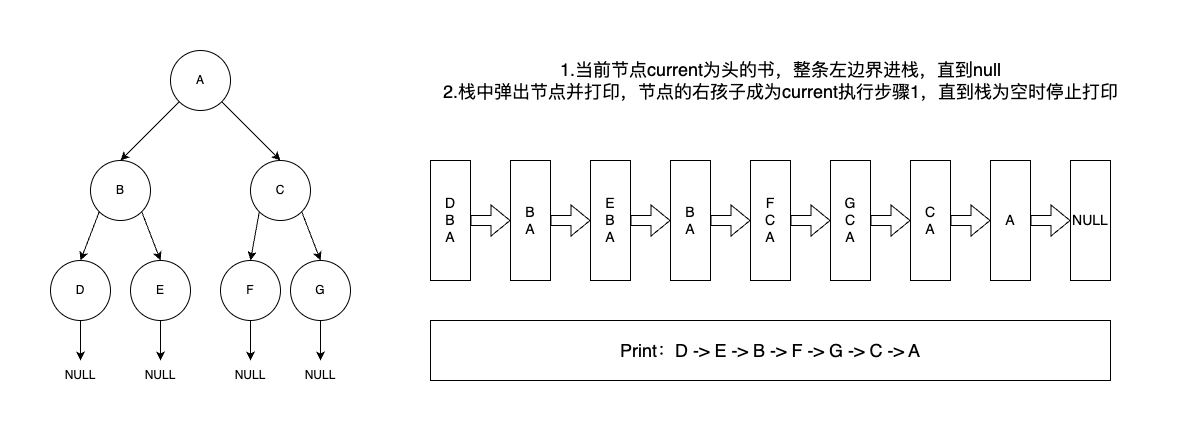 A
1.当前节点current为头的书，整条左边界进栈，直到null
2.栈中弹出节点并打印，节点的右孩子成为current执行步骤1，直到栈为空时停止打印
B
C
D
E
F
G
NULL
NULL
NULL
NULL
D
B
A
B
A
E
B
A
B
A
F
C
A
G
C
A
C
A
A
NULL
Print：D -> E -> B -> F -> G -> C -> A